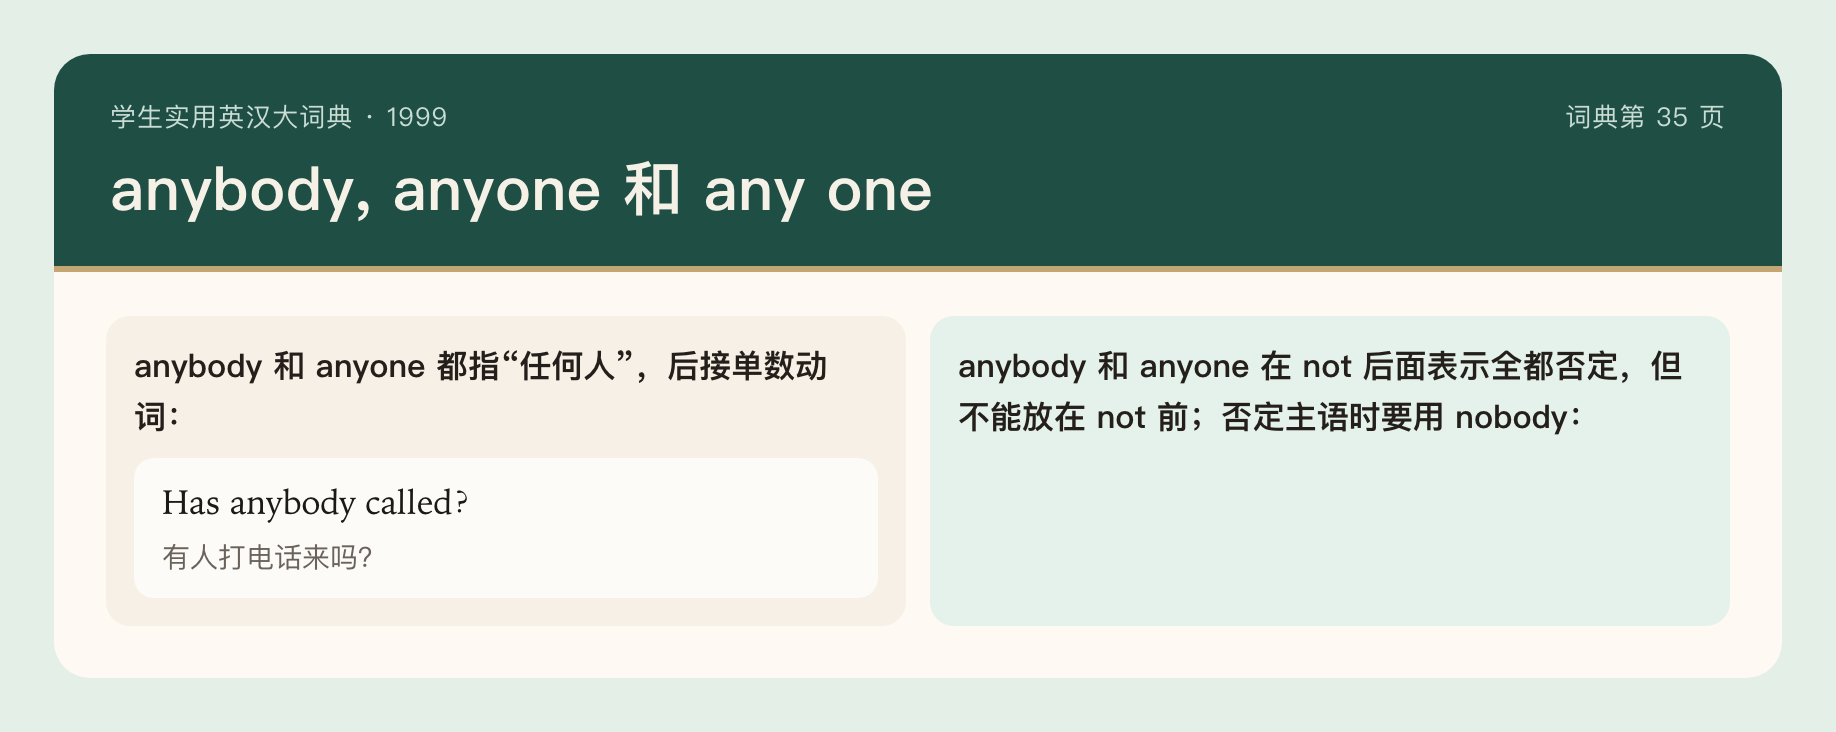 学生实用英汉大词典 · 1999
词典第 35 页
anybody, anyone 和 any one
anybody 和 anyone 都指“任何人”，后接单数动
词：
Has anybody called?
有人打电话来吗？
anybody 和 anyone 在 not 后面表示全都否定，但
不能放在 not 前；否定主语时要用 nobody：